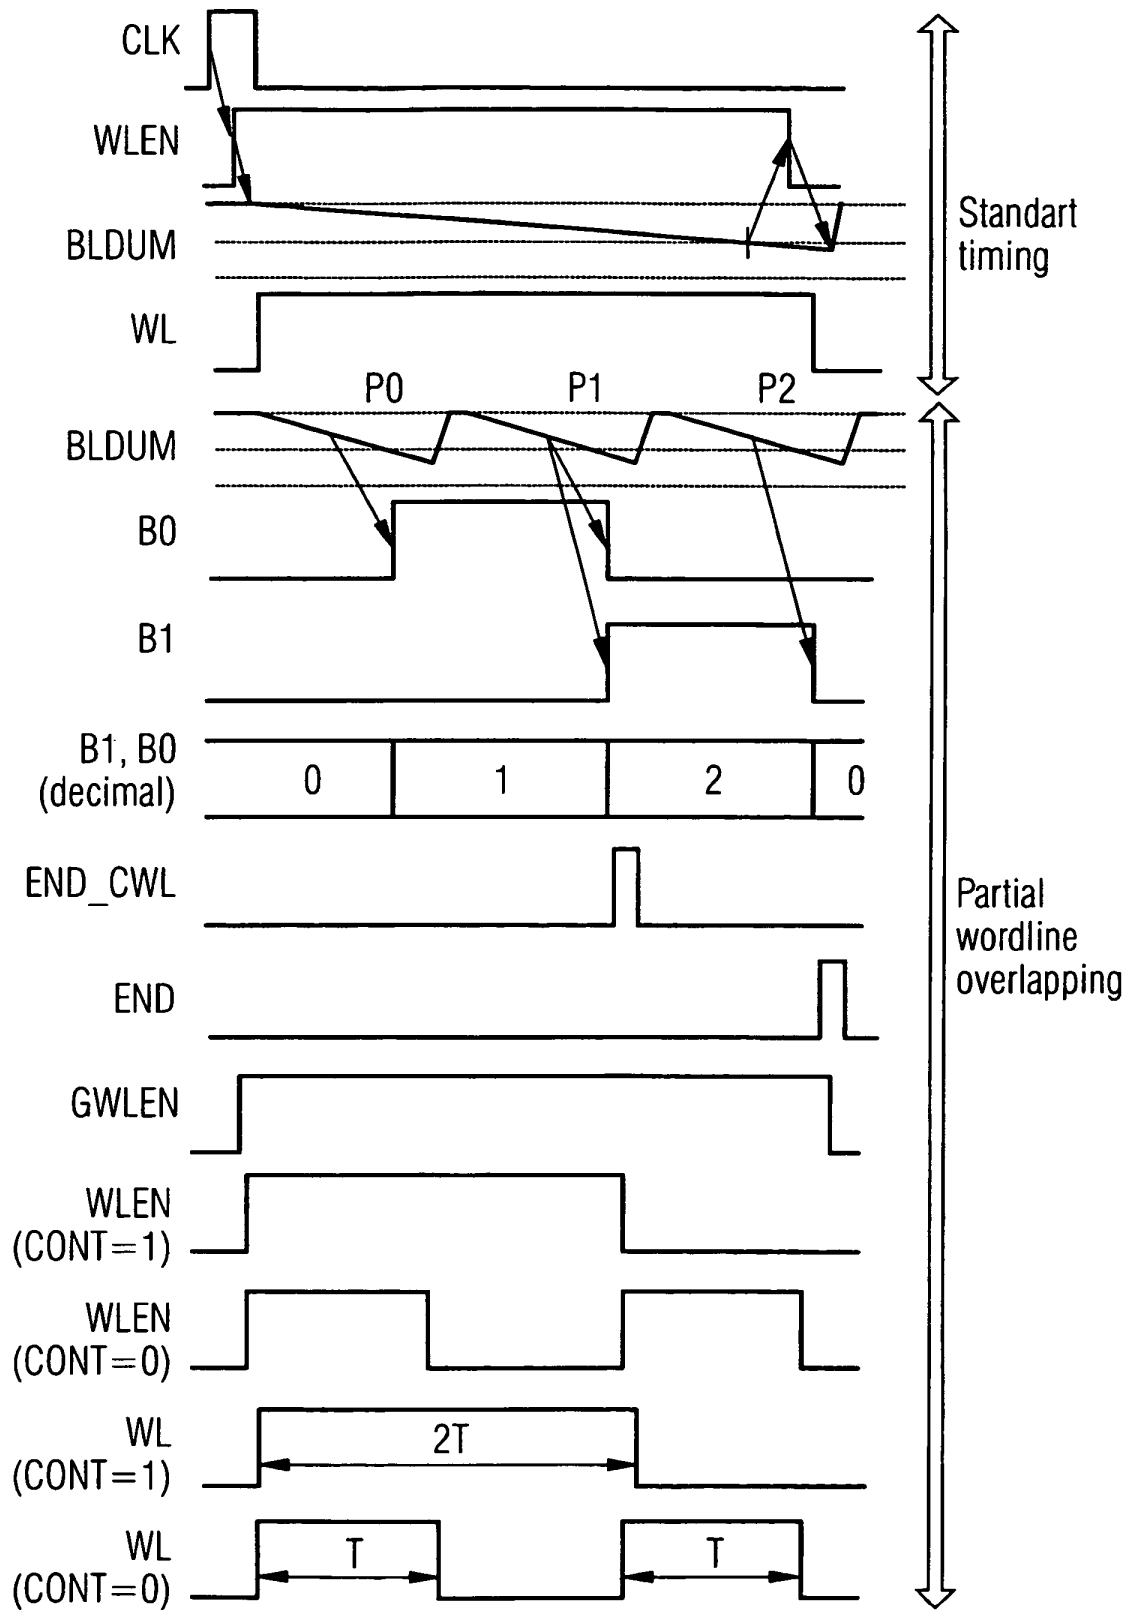 CLK
WLEN
BLDUM
Standart
timing
WL
P0 P1 P2
BLDUM
B0
B1
B1, B0
(decimal)
0 1 2 0
END_CWL
Partial
wordline
overlapping
END
GWLEN
WLEN
(CONT=1)
WLEN
(CONT=0)
WL
(CONT=1)
2T
WL
(CONT=0)
T T